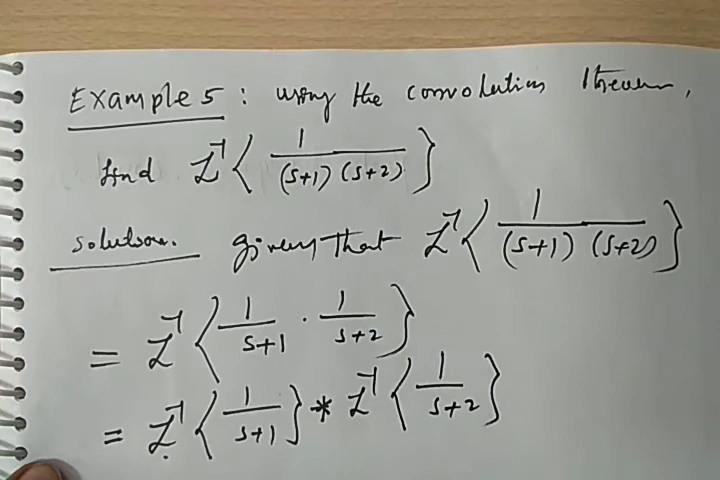 Example 5 : using the convolution theorem,
find L⁻¹{ 1/((s+1)(s+2)) }
solution. given that L⁻¹{ 1/((s+1)(s+2)) }
= L⁻¹{ 1/(s+1) · 1/(s+2) }
= L⁻¹{ 1/(s+1) } * L⁻¹{ 1/(s+2) }